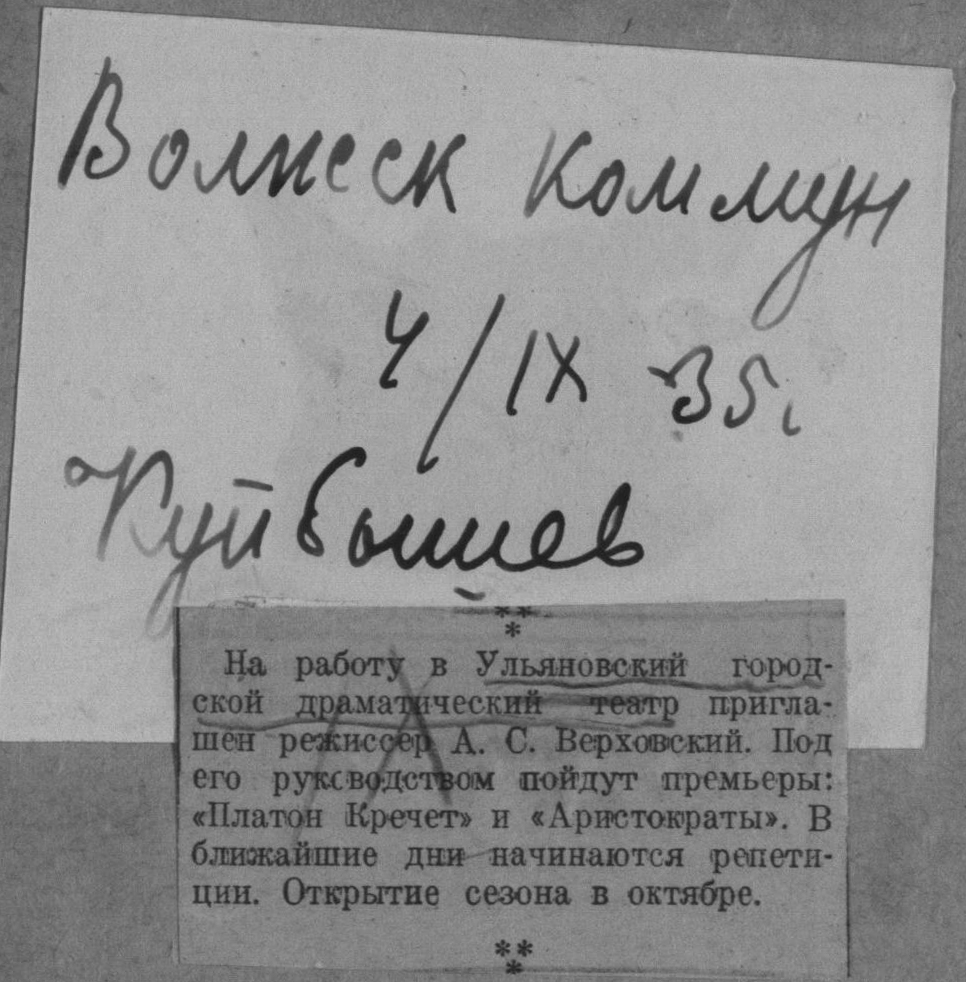 Волжсск Коммун
4/IX 35г
Куйбышев
**
*
На работу в Ульяновский город-
ской драматический театр пригла-
шен режиссер А. С. Верховский. Под
его руководством пойдут премьеры:
«Платон Кречет» и «Аристократы». В
ближайшие дни начинаются репети-
ции. Открытие сезона в октябре.
**
*